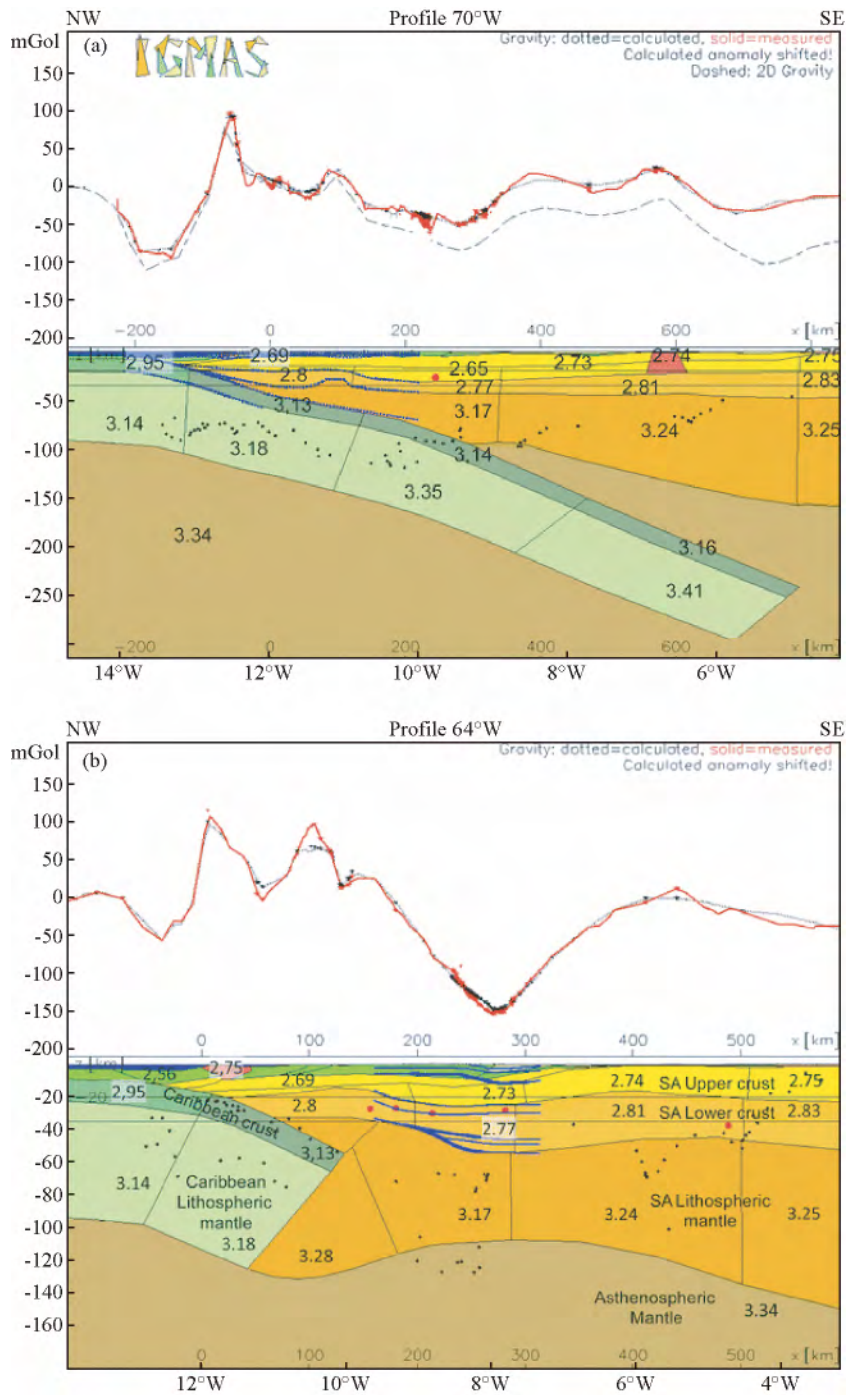 NW Profile 70°W SE
mGol
(a)
IGMAS
Gravity: dotted=calculated, solid=measured
Calculated anomaly shifted!
Dashed: 2D Gravity
150
100
50
0
-50
-100
-150
-200
-200 0 200 400 600 x [km]
2,95 2.69 2.65 2.73 2.74 2.75
2.8 2.77 2.81 2.83
-50
3,13 3.17
3.14 3.24 3.25
-100
3.18 3.14
-150
3.35
3.34
-200
3.16
3.41
-250
-200 0 200 400 600 x [km]
14°W 12°W 10°W 8°W 6°W
NW Profile 64°W SE
mGol
(b)
Gravity: dotted=calculated, solid=measured
Calculated anomaly shifted!
150
100
50
0
-50
-100
-150
-200
0 100 200 300 400 500 x [km]
2,56 2,75 2.69 2.73 2.74 SA Upper crust 2.75
-20
2,95 Caribbean crust 2.8 2.81 SA Lower crust 2.83
-40
2.77
3,13
-60
3.14 Caribbean
Lithospheric
mantle
-80
3.17 3.24 SA Lithospheric
mantle 3.25
-100
3.18 3.28
-120
-140
Asthenospheric
Mantle 3.34
-160
0 100 200 300 400 500 x [km]
12°W 10°W 8°W 6°W 4°W